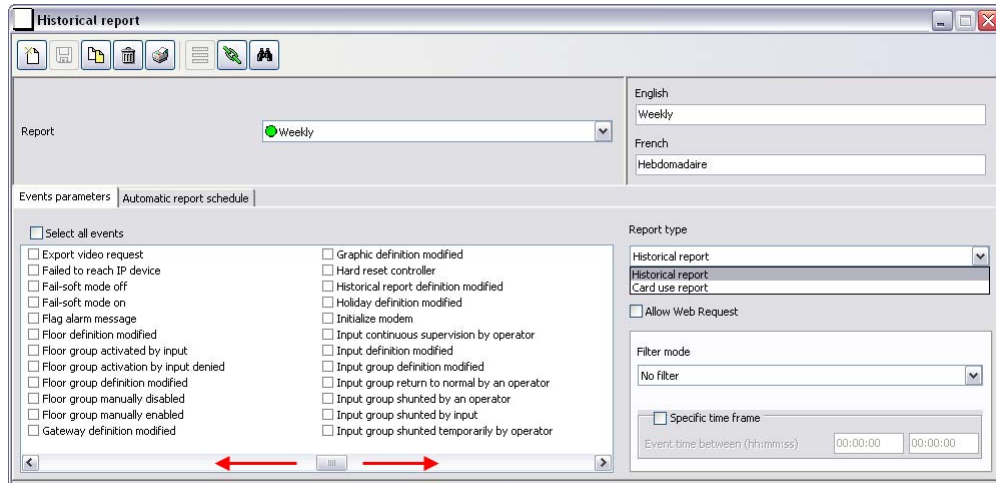 Historical report
English
Weekly
Report
Weekly
French
Hebdomadaire
Events parameters
Automatic report schedule
Select all events
Export video request
Failed to reach IP device
Fail-soft mode off
Fail-soft mode on
Flag alarm message
Floor definition modified
Floor group activated by input
Floor group activation by input denied
Floor group definition modified
Floor group manually disabled
Floor group manually enabled
Gateway definition modified
Graphic definition modified
Hard reset controller
Historical report definition modified
Holiday definition modified
Initialize modem
Input continuous supervision by operator
Input definition modified
Input group definition modified
Input group return to normal by an operator
Input group shunted by an operator
Input group shunted by input
Input group shunted temporarily by operator
Report type
Historical report
Historical report
Card use report
Allow Web Request
Filter mode
No filter
Specific time frame
Event time between (hh:mm:ss) 00:00:00 00:00:00